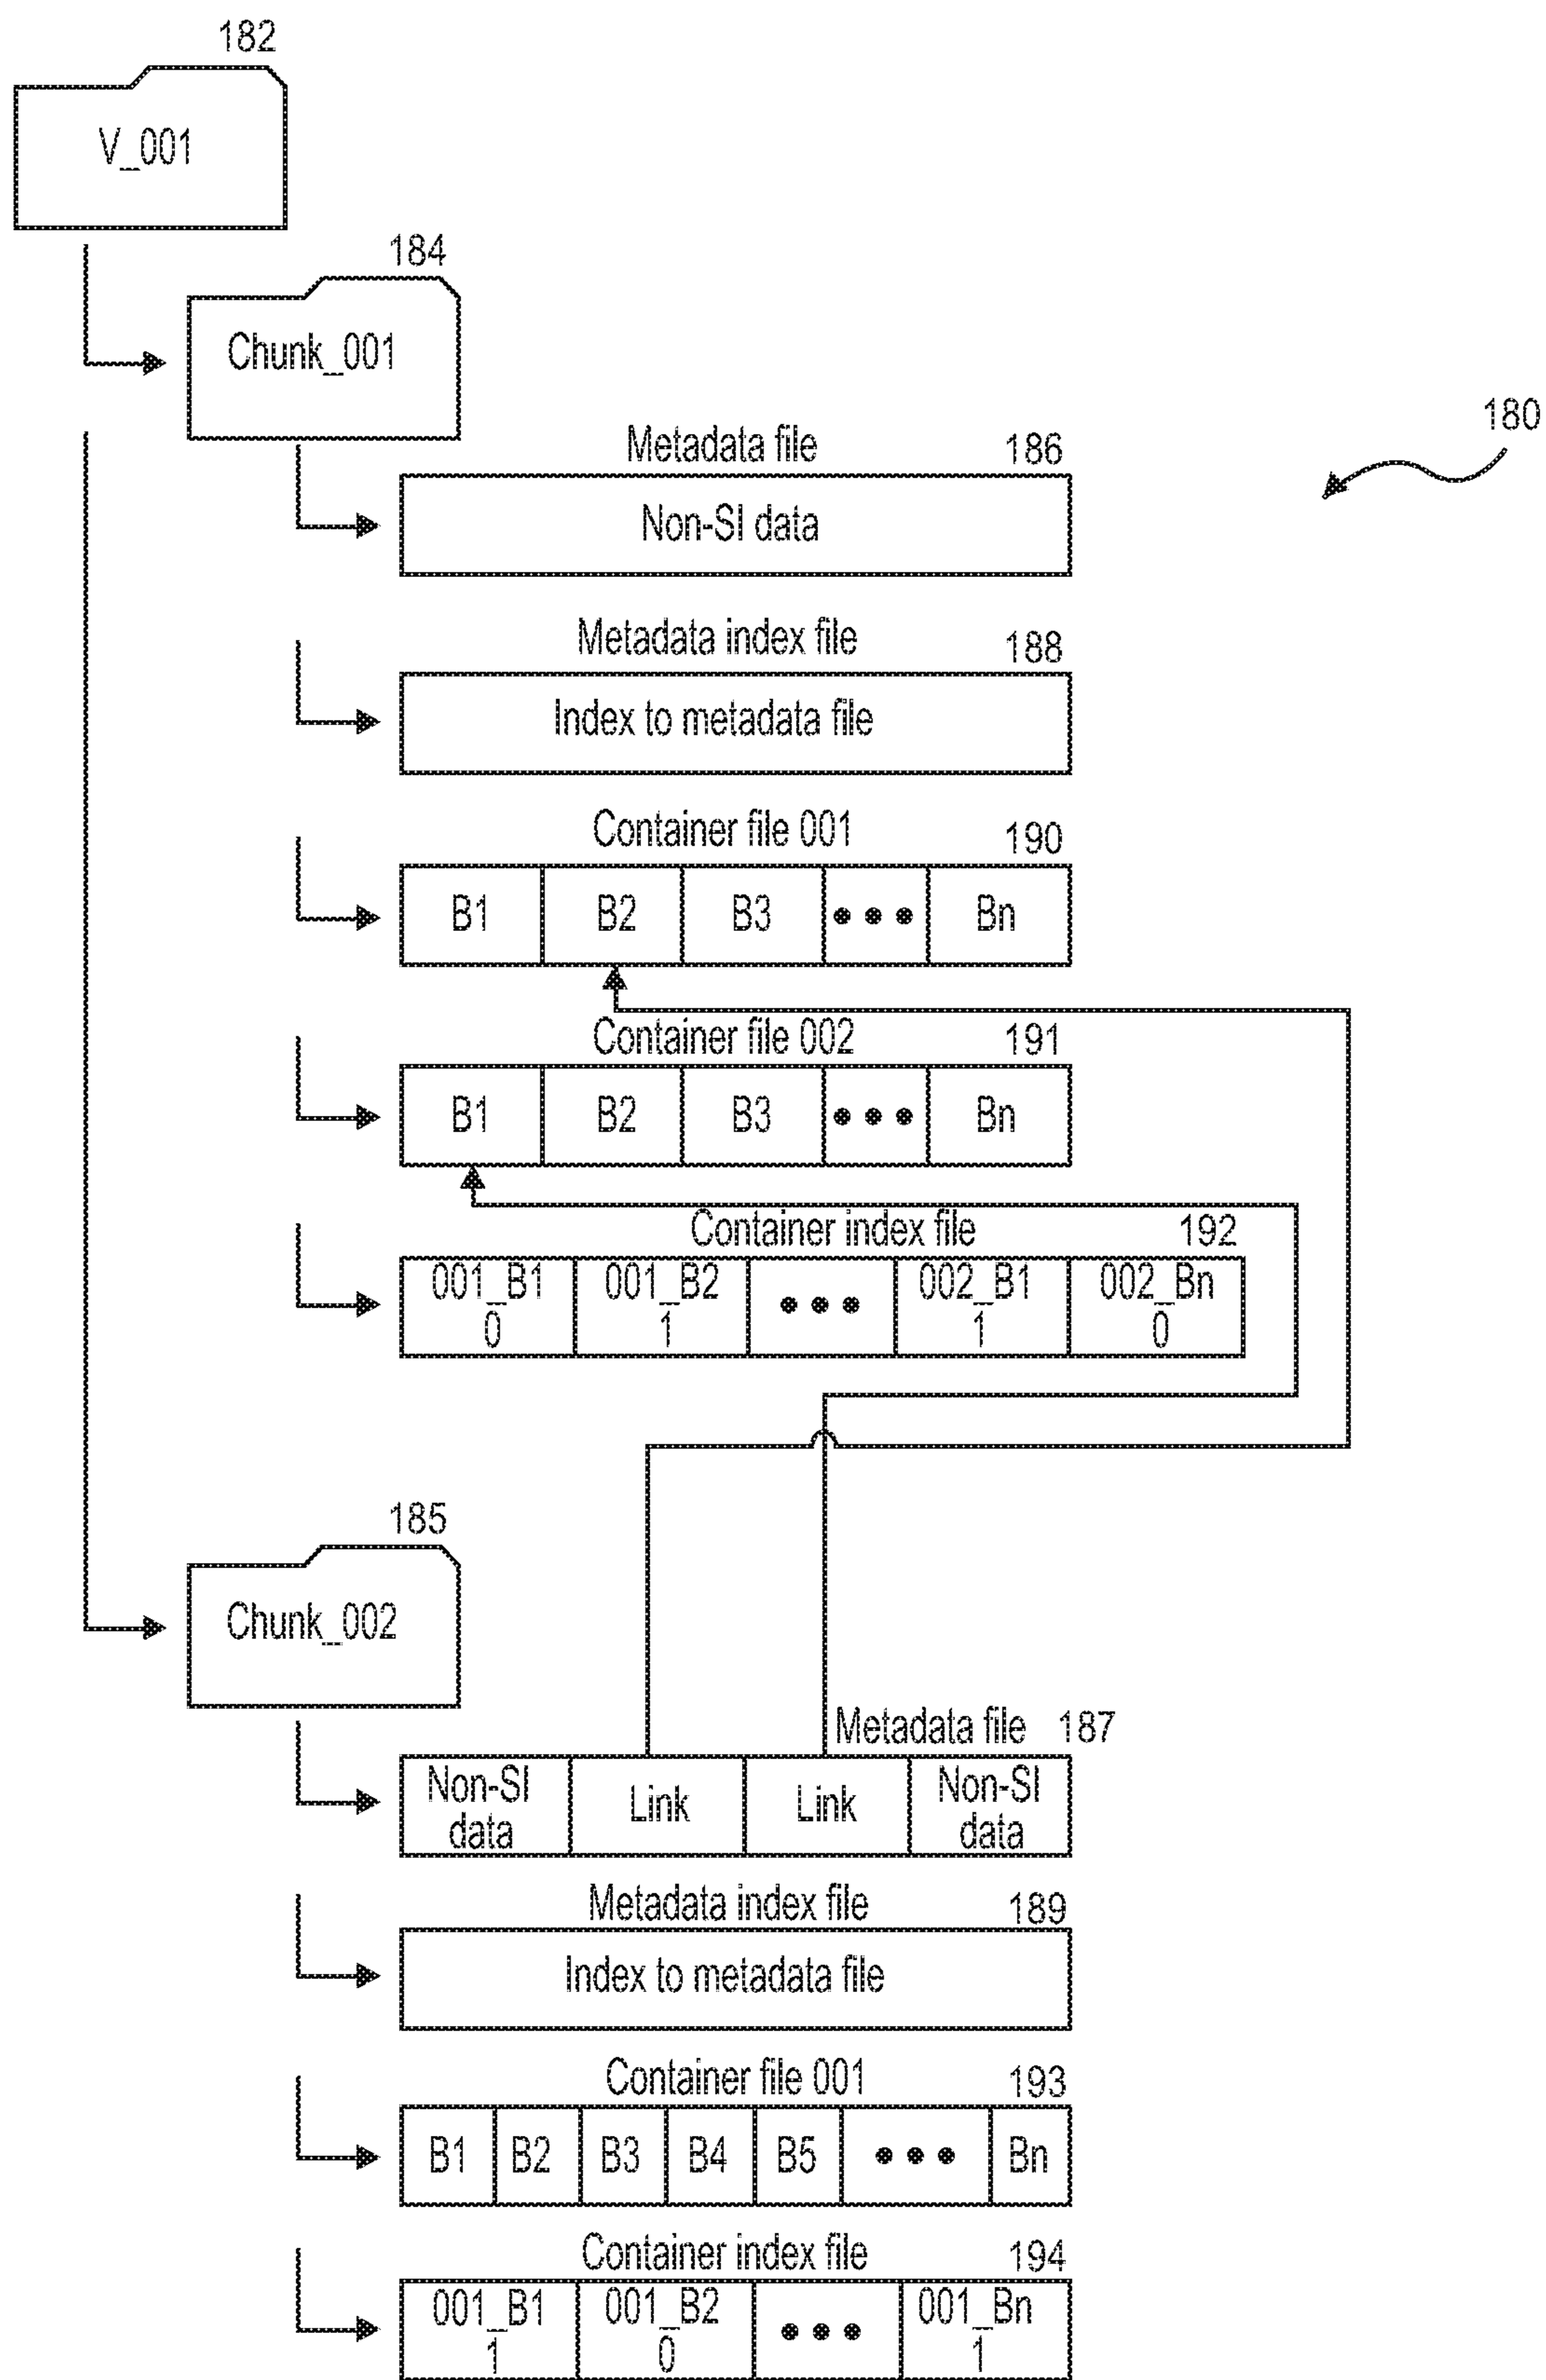 182
V_001
184
Chunk_001
180
Metadata file 186
Non-SI data
Metadata index file 188
Index to metadata file
Container file 001 190
B1 B2 B3 ••• Bn
Container file 002 191
B1 B2 B3 ••• Bn
Container index file 192
001_B1 001_B2 ••• 002_B1 002_Bn
0 1 1 0
185
Chunk_002
Metadata file 187
Non-SI Link Link Non-SI
data data
Metadata index file 189
Index to metadata file
Container file 001 193
B1 B2 B3 B4 B5 ••• Bn
Container index file 194
001_B1 001_B2 ••• 001_Bn
1 0 1